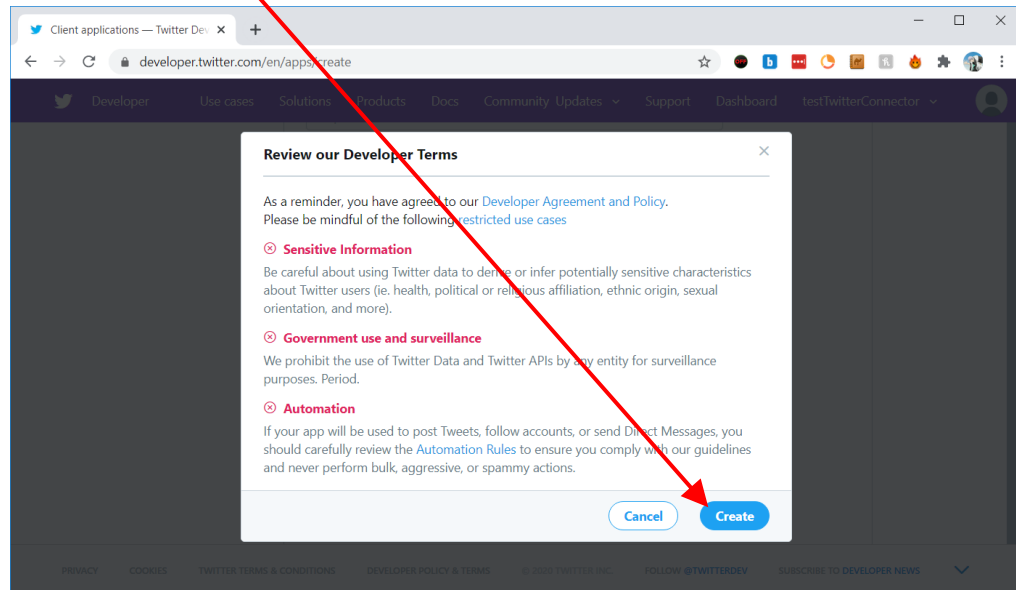 Client applications — Twitter Dev
developer.twitter.com/en/apps/create
Developer Use cases Solutions Products Docs Community Updates Support Dashboard testTwitterConnector
Review our Developer Terms
As a reminder, you have agreed to our Developer Agreement and Policy.
Please be mindful of the following restricted use cases
Sensitive Information
Be careful about using Twitter data to derive or infer potentially sensitive characteristics
about Twitter users (ie. health, political or religious affiliation, ethnic origin, sexual
orientation, and more).
Government use and surveillance
We prohibit the use of Twitter Data and Twitter APIs by any entity for surveillance
purposes. Period.
Automation
If your app will be used to post Tweets, follow accounts, or send Direct Messages, you
should carefully review the Automation Rules to ensure you comply with our guidelines
and never perform bulk, aggressive, or spammy actions.
Cancel Create
PRIVACY COOKIES TWITTER TERMS & CONDITIONS DEVELOPER POLICY & TERMS © 2020 TWITTER INC. FOLLOW @TWITTERDEV SUBSCRIBE TO DEVELOPER NEWS